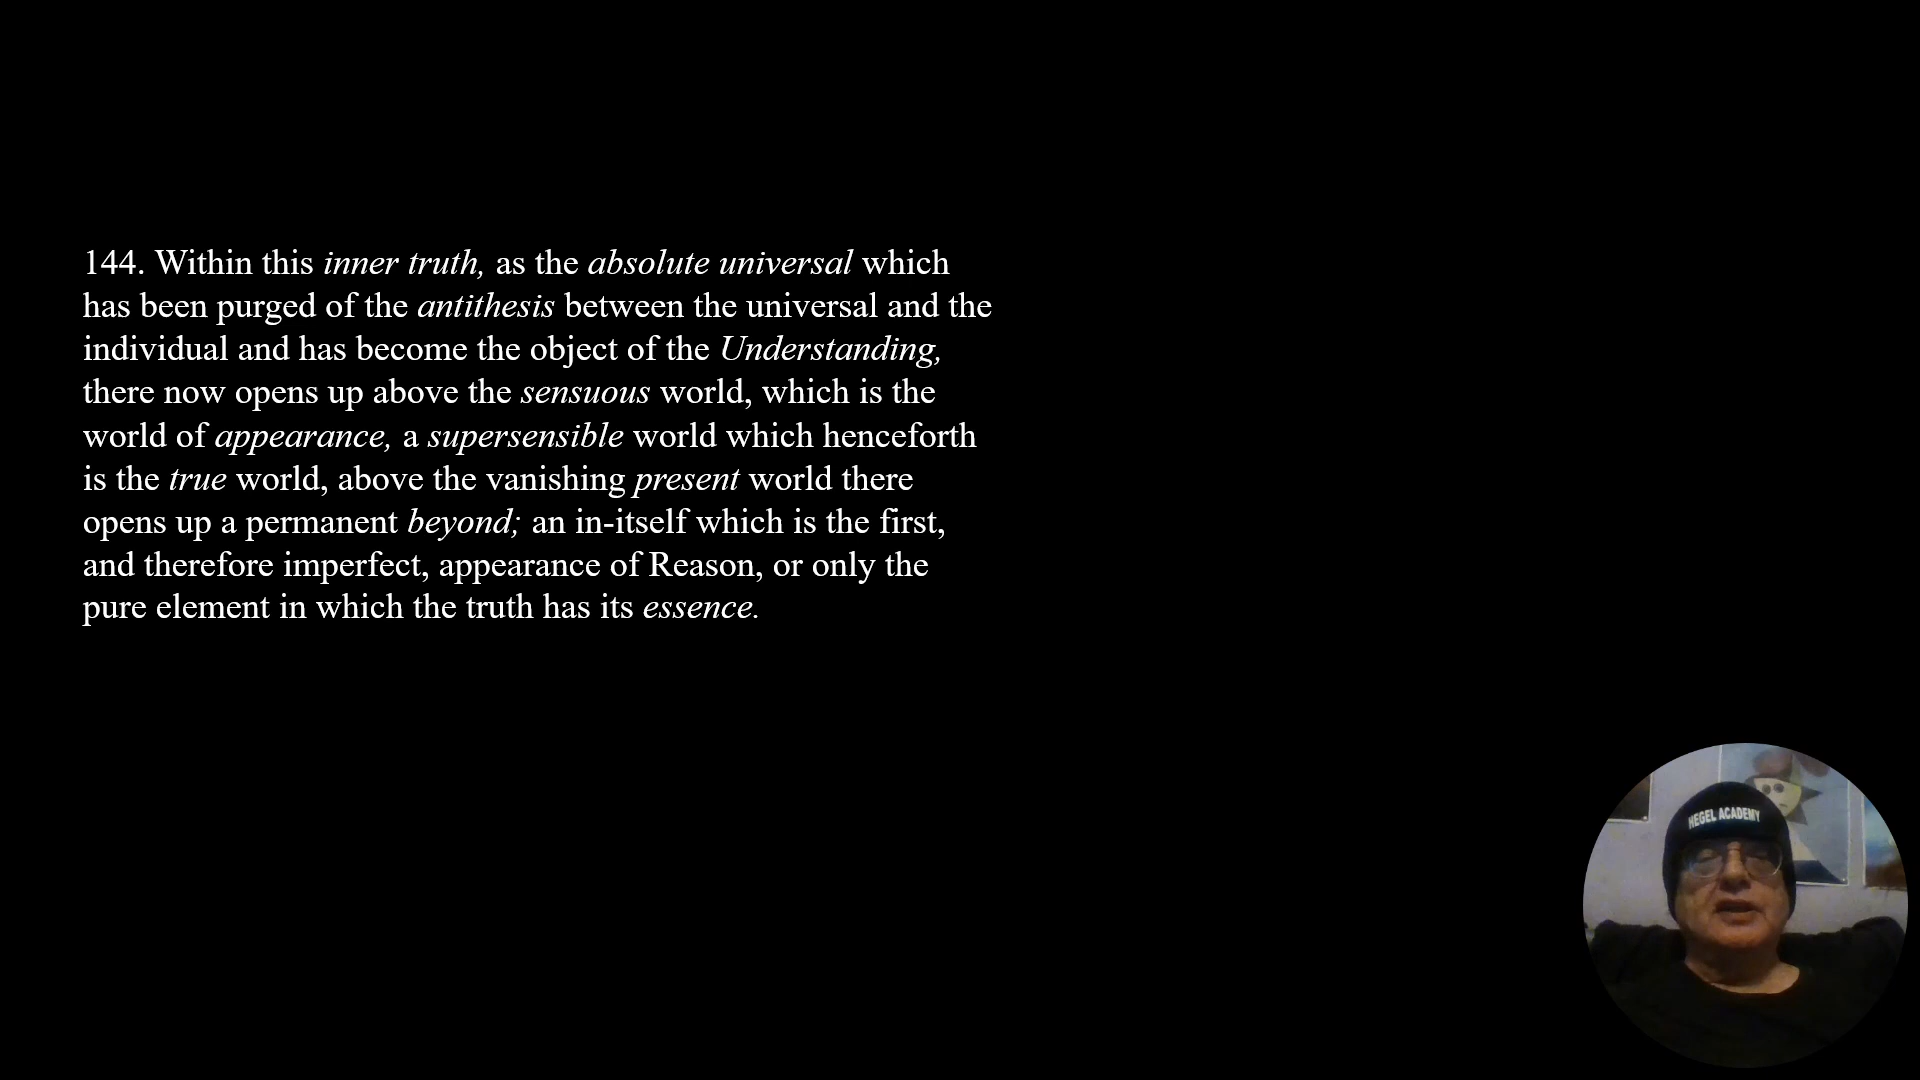 144. Within this inner truth, as the absolute universal which
has been purged of the antithesis between the universal and the
individual and has become the object of the Understanding,
there now opens up above the sensuous world, which is the
world of appearance, a supersensible world which henceforth
is the true world, above the vanishing present world there
opens up a permanent beyond; an in-itself which is the first,
and therefore imperfect, appearance of Reason, or only the
pure element in which the truth has its essence.
HEGEL ACADEMY